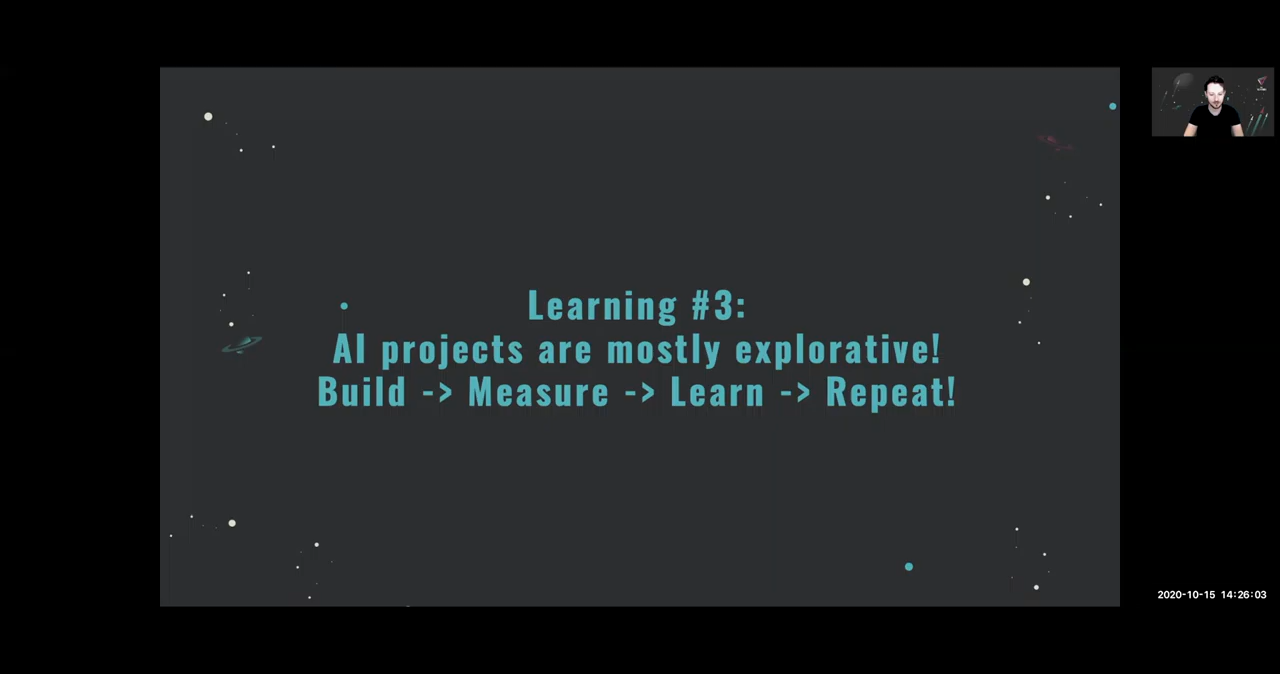 Learning #3:
AI projects are mostly explorative!
Build -> Measure -> Learn -> Repeat!
2020-10-15 14:26:03